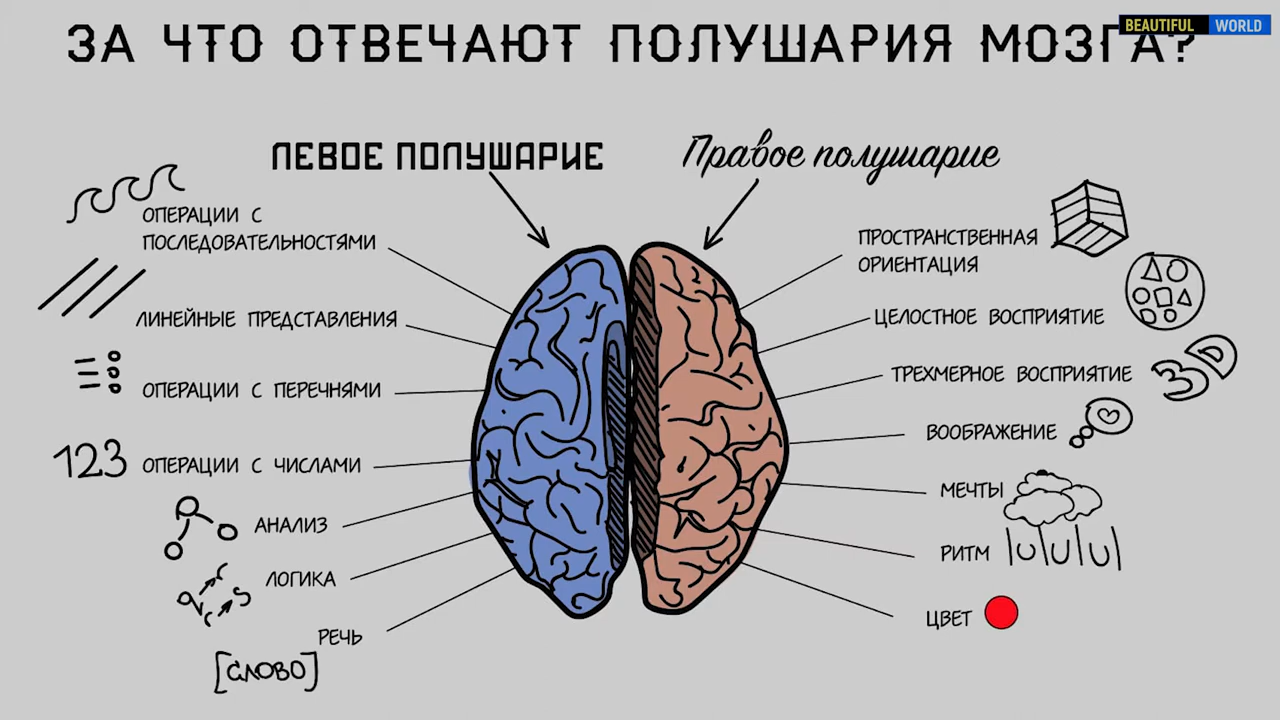 ЗА ЧТО ОТВЕЧАЮТ ПОЛУШАРИЯ МОЗГА?
BEAUTIFUL WORLD
ЛЕВОЕ ПОЛУШАРИЕ
Правое полушарие
ОПЕРАЦИИ С
ПОСЛЕДОВАТЕЛЬНОСТЯМИ
ЛИНЕЙНЫЕ ПРЕДСТАВЛЕНИЯ
ОПЕРАЦИИ С ПЕРЕЧНЯМИ
123
ОПЕРАЦИИ С ЧИСЛАМИ
АНАЛИЗ
ЛОГИКА
РЕЧЬ
[СЛОВО]
ПРОСТРАНСТВЕННАЯ
ОРИЕНТАЦИЯ
ЦЕЛОСТНОЕ ВОСПРИЯТИЕ
ТРЕХМЕРНОЕ ВОСПРИЯТИЕ
3D
ВООБРАЖЕНИЕ
МЕЧТЫ
РИТМ
ЦВЕТ